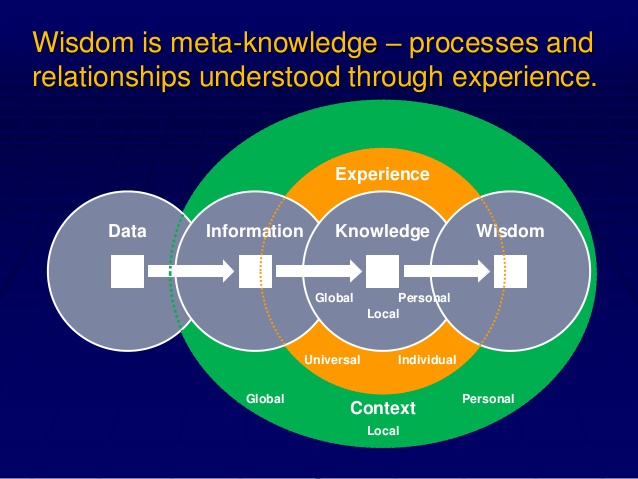 Wisdom is meta-knowledge – processes and
relationships understood through experience.
Experience
Data
Information
Knowledge
Wisdom
Global
Personal
Local
Universal
Individual
Global
Personal
Context
Local